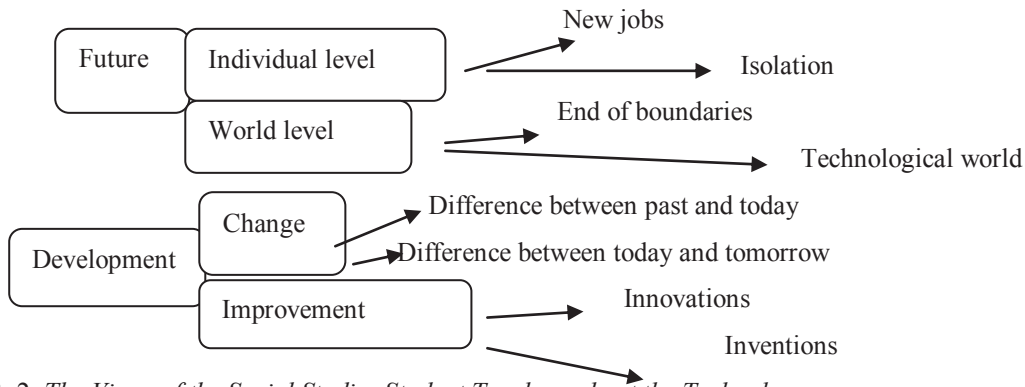 New jobs
Future
Individual level
Isolation
World level
End of boundaries
Technological world
Change
Difference between past and today
Development
Difference between today and tomorrow
Improvement
Innovations
Inventions
2